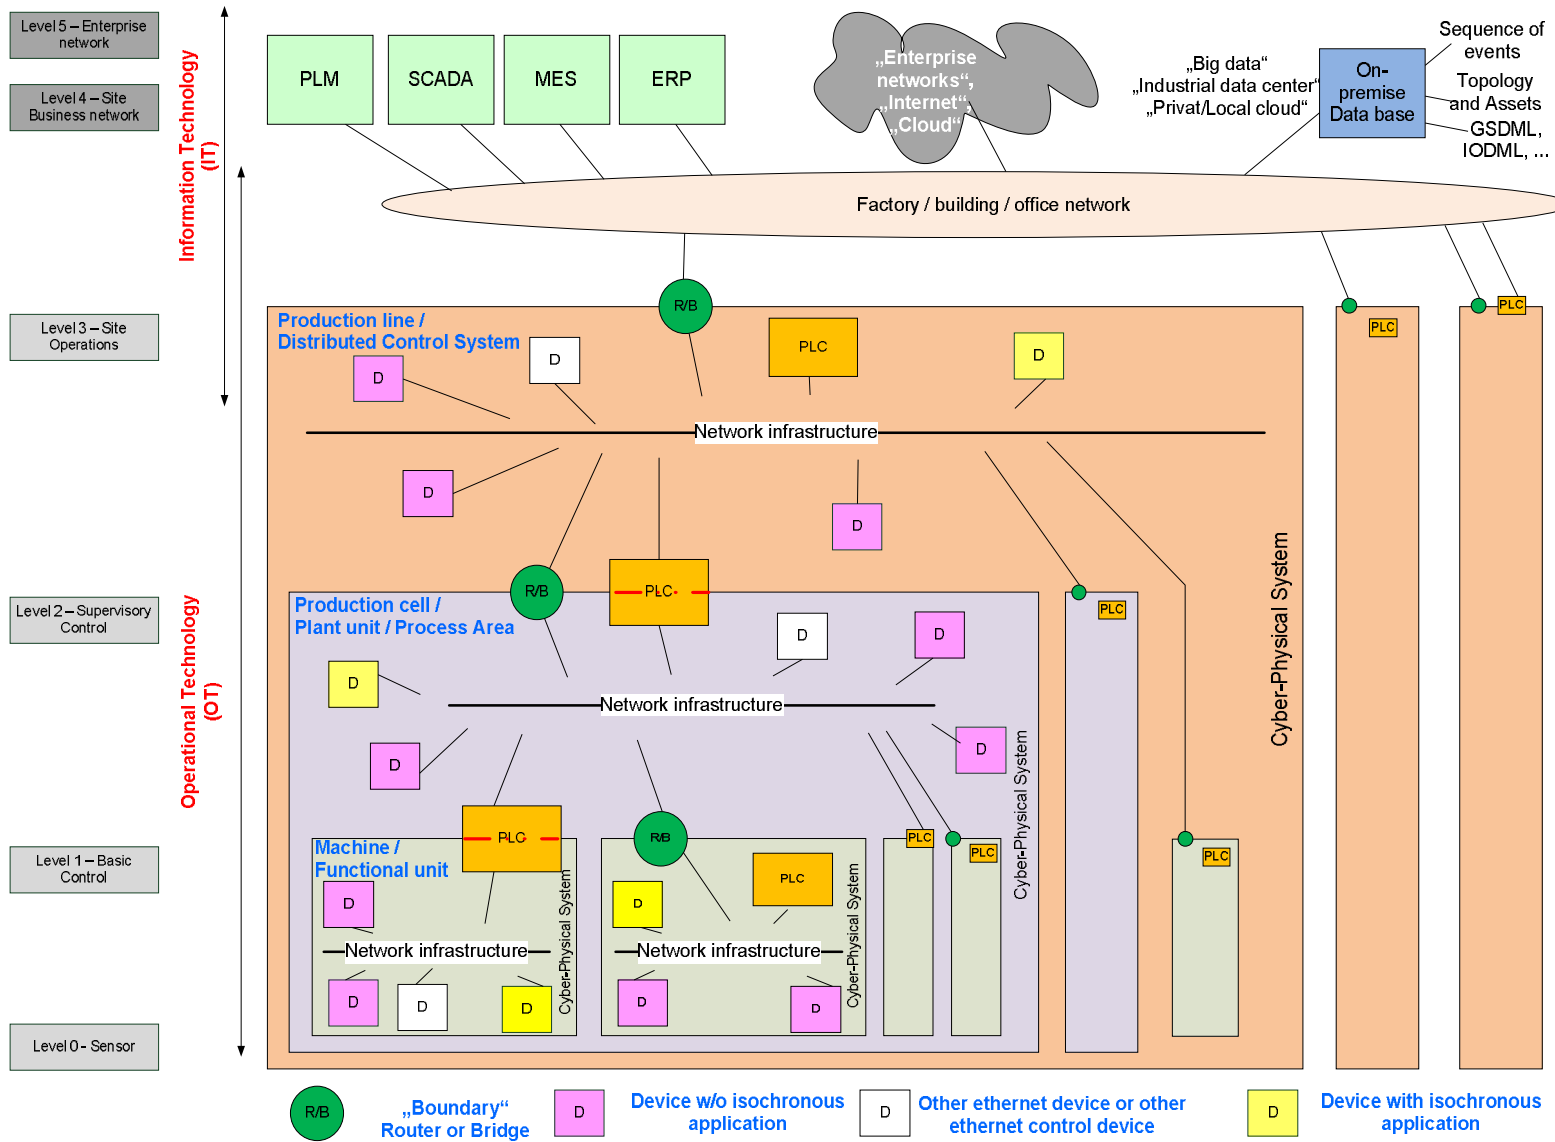 Level 5 – Enterprise
network
Level 4 – Site
Business network
Information Technology
(IT)
PLM
SCADA
MES
ERP
„Enterprise
networks“,
„Internet“,
„Cloud“
„Big data“
„Industrial data center“
„Privat/Local cloud“
On-
premise
Data base
Sequence of
events
Topology
and Assets
GSDML,
IODML, ...
Factory / building / office network
Level 3 – Site
Operations
R/B
Production line /
Distributed Control System
D
D
PLC
D
PLC
PLC
Network infrastructure
D
D
Cyber-Physical System
Level 2 – Supervisory
Control
Operational Technology
(OT)
R/B
PLC
Production cell /
Plant unit / Process Area
D
D
D
PLC
Network infrastructure
D
D
Cyber-Physical System
Level 1 – Basic
Control
PLC
R/B
PLC
PLC
PLC
Machine /
Functional unit
D
Cyber-Physical System
D
PLC
Cyber-Physical System
Network infrastructure
Network infrastructure
D
D
D
D
D
Level 0 - Sensor
R/B
„Boundary“
Router or Bridge
D
Device w/o isochronous
application
D
Other ethernet device or other
ethernet control device
D
Device with isochronous
application